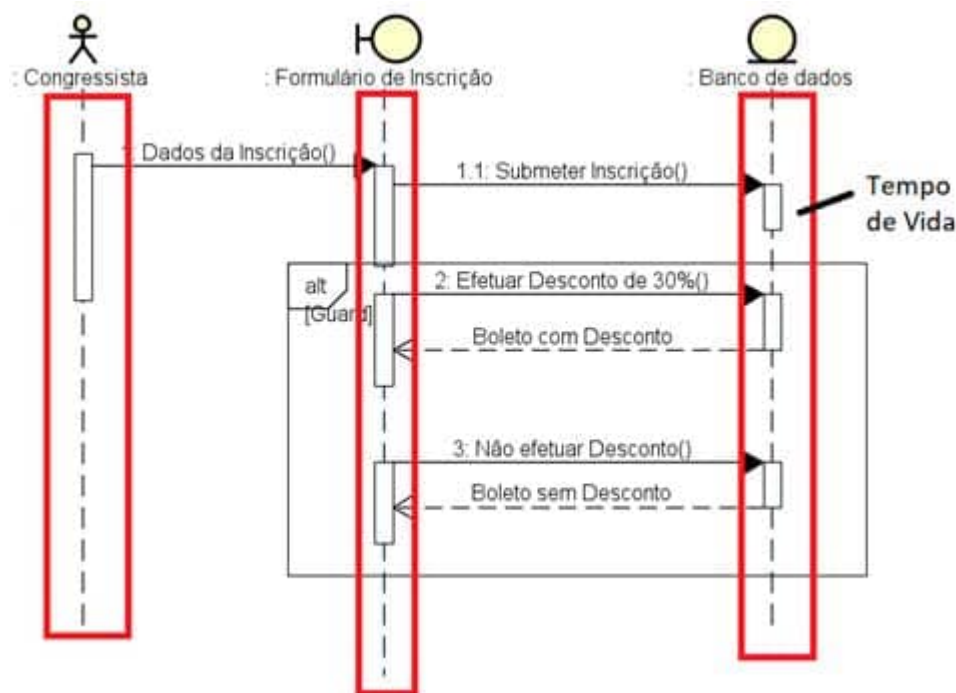 : Congressista
: Formulário de Inscrição
: Banco de dados
1: Dados da Inscrição()
1.1: Submeter Inscrição()
Tempo
de Vida
alt
[Guard]
2: Efetuar Desconto de 30%()
Boleto com Desconto
3: Não efetuar Desconto()
Boleto sem Desconto